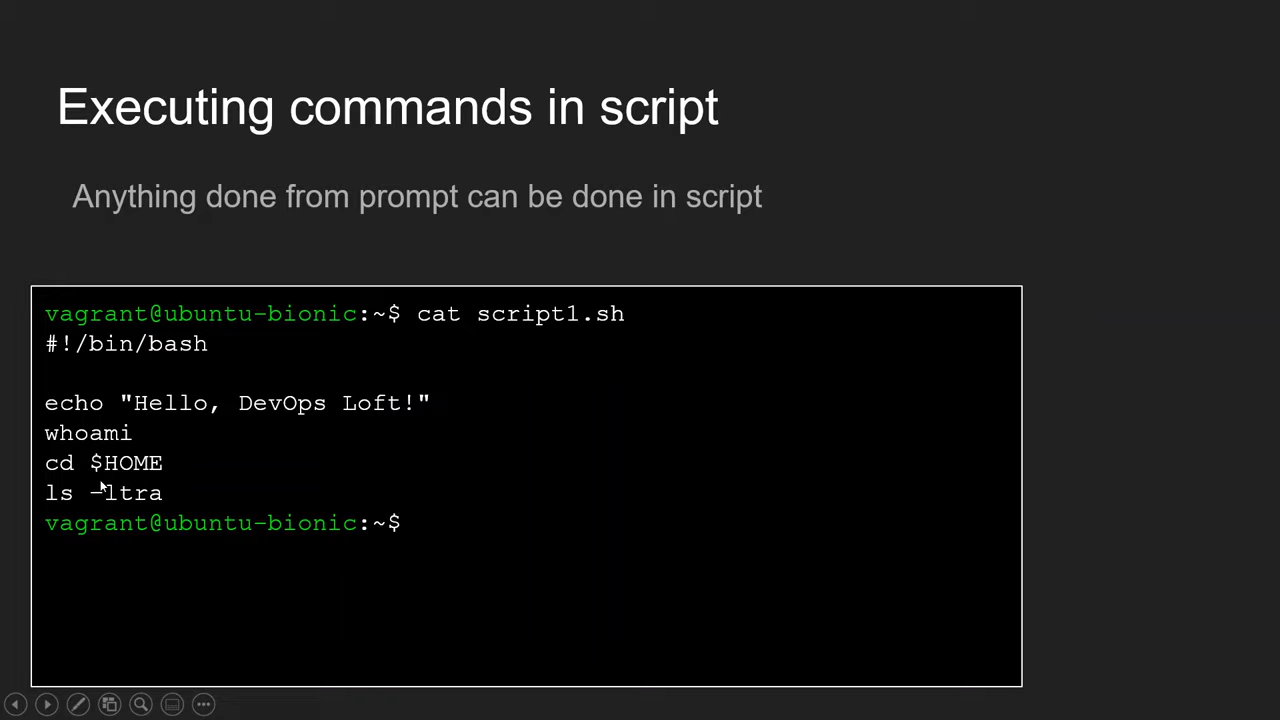 Executing commands in script
Anything done from prompt can be done in script
vagrant@ubuntu-bionic:~$ cat script1.sh
#!/bin/bash
echo "Hello, DevOps Loft!"
whoami
cd $HOME
ls -ltra
vagrant@ubuntu-bionic:~$